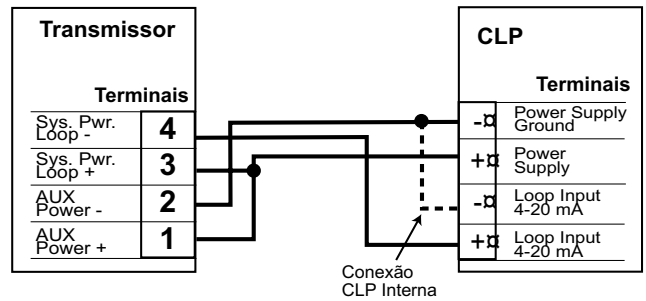 Transmissor
Terminais
Sys. Pwr.
Loop -
4
Sys. Pwr.
Loop +
3
AUX
Power -
2
AUX
Power +
1
CLP
Terminais
-¤ Power Supply
Ground
+¤ Power
Supply
-¤ Loop Input
4-20 mA
+¤ Loop Input
4-20 mA
Conexão
CLP Interna